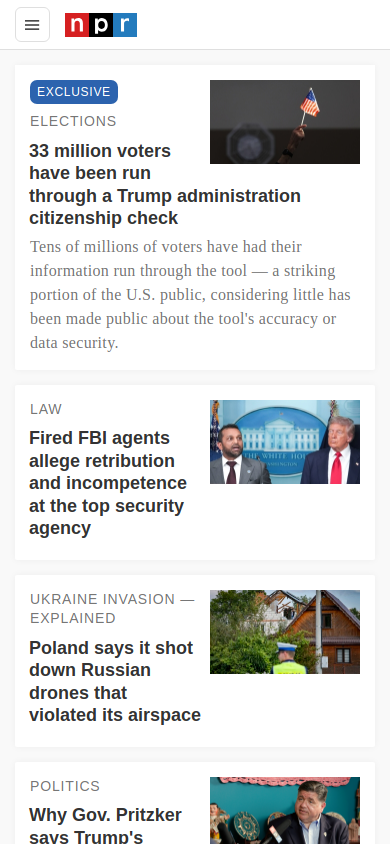 npr
EXCLUSIVE
ELECTIONS
33 million voters
have been run
through a Trump administration
citizenship check
Tens of millions of voters have had their
information run through the tool — a striking
portion of the U.S. public, considering little has
been made public about the tool's accuracy or
data security.
LAW
Fired FBI agents
allege retribution
and incompetence
at the top security
agency
THE WHITE HOUSE
WASHINGTON
UKRAINE INVASION —
EXPLAINED
Poland says it shot
down Russian
drones that
violated its airspace
POLITICS
Why Gov. Pritzker
says Trump's